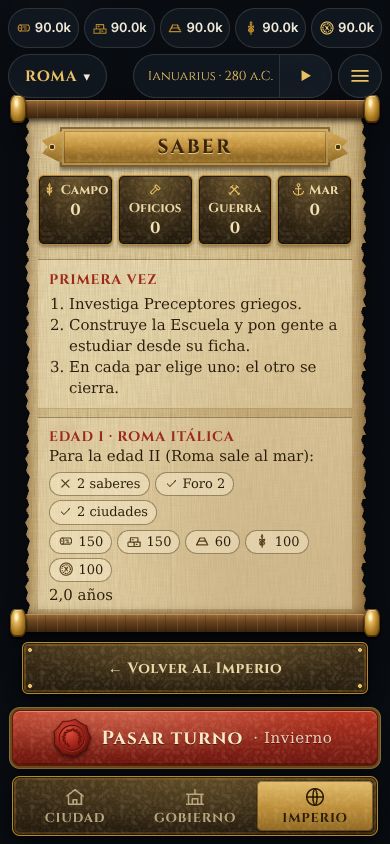 90.0k 90.0k 90.0k 90.0k 90.0k
ROMA ▾ Ianuarius · 280 a.C. ▶
SABER
Campo 0
Oficios 0
Guerra 0
Mar 0
PRIMERA VEZ
1. Investiga Preceptores griegos.
2. Construye la Escuela y pon gente a
estudiar desde su ficha.
3. En cada par elige uno: el otro se
cierra.
EDAD I · ROMA ITÁLICA
Para la edad II (Roma sale al mar):
✕ 2 saberes ✓ Foro 2
✓ 2 ciudades
150 150 60 100
100
2,0 años
← Volver al Imperio
Pasar turno · Invierno
CIUDAD GOBIERNO IMPERIO